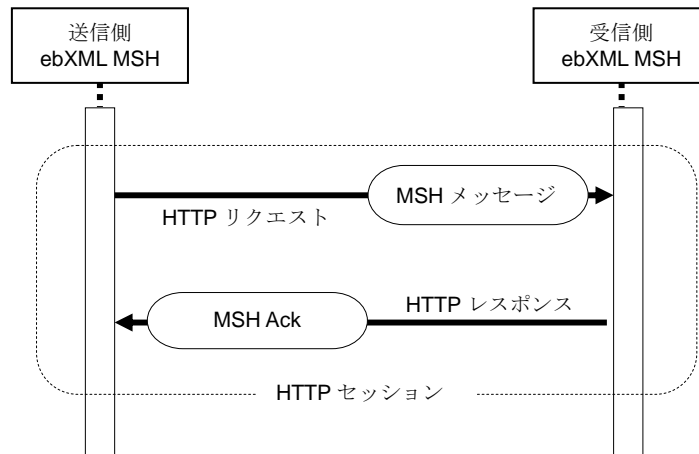 送信側
ebXML MSH
受信側
ebXML MSH
MSH メッセージ
HTTP リクエスト
HTTP レスポンス
MSH Ack
HTTP セッション